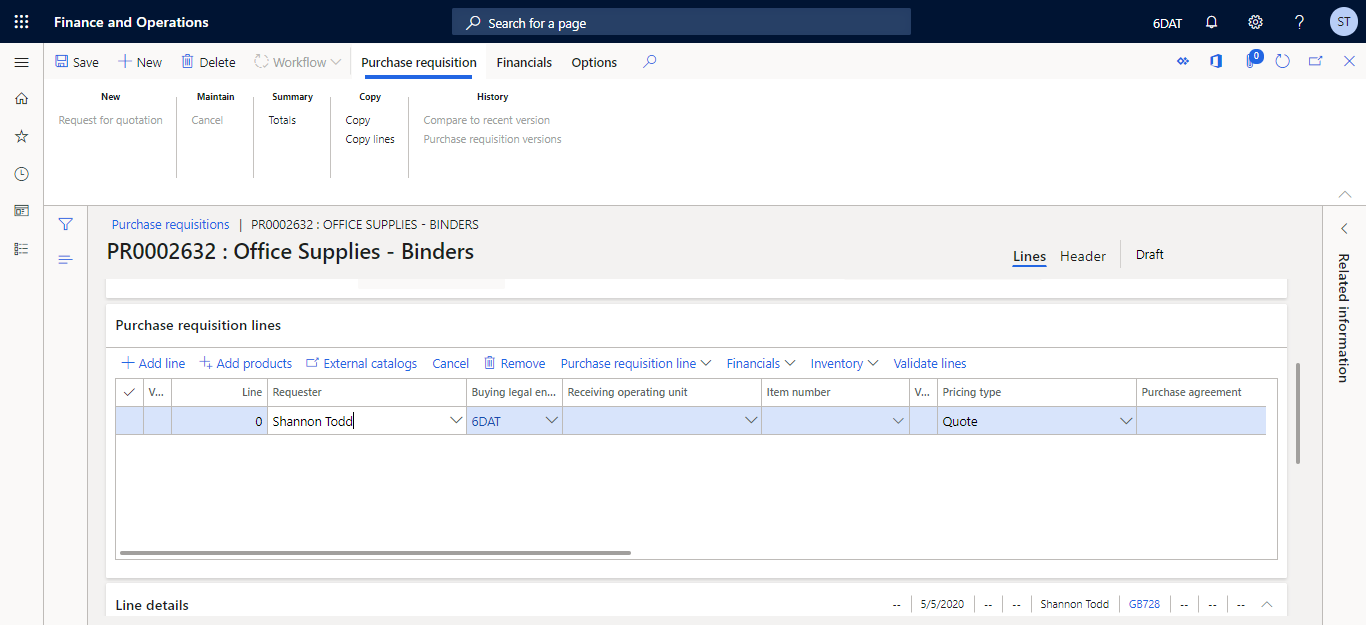 Finance and Operations
Search for a page
6DAT
ST
Save
New
Delete
Workflow
Purchase requisition
Financials
Options
0
New
Maintain
Summary
Copy
History
Request for quotation
Cancel
Totals
Copy
Compare to recent version
Copy lines
Purchase requisition versions
Purchase requisitions | PR0002632 : OFFICE SUPPLIES - BINDERS
PR0002632 : Office Supplies - Binders
Lines
Header
Draft
Related information
Purchase requisition lines
Add line
Add products
External catalogs
Cancel
Remove
Purchase requisition line
Financials
Inventory
Validate lines
V...
Line
Requester
Buying legal en...
Receiving operating unit
Item number
V...
Pricing type
Purchase agreement
0
Shannon Todd
6DAT
Quote
Line details
--
5/5/2020
--
--
Shannon Todd
GB728
--
--
--